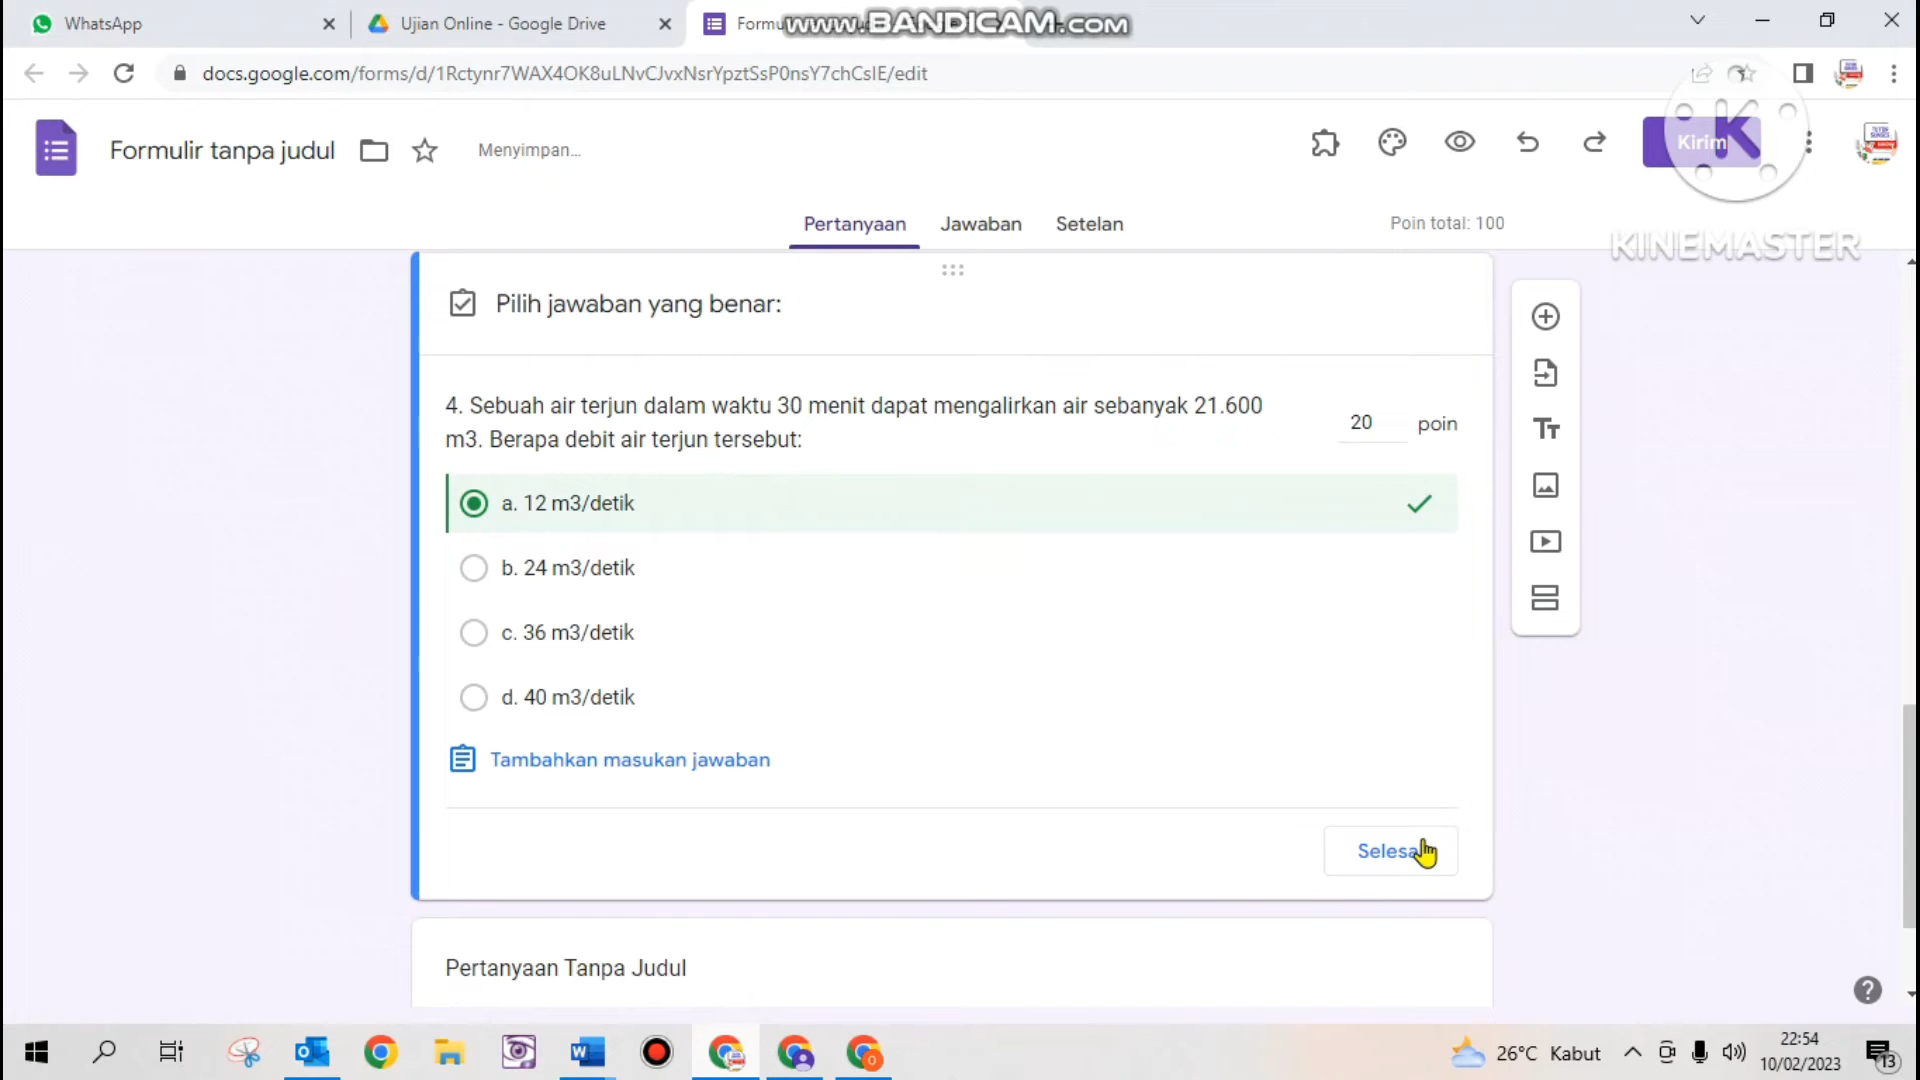 WhatsApp
Ujian Online - Google Drive
Formu
www.BANDICAM.com
docs.google.com/forms/d/1Rctynr7WAX4OK8uLNvCJvxNsrYpztSsP0nsY7chCsIE/edit
Formulir tanpa judul
Menyimpan...
Kirim
K
KINEMASTER
Pertanyaan
Jawaban
Setelan
Poin total: 100
Pilih jawaban yang benar:
4. Sebuah air terjun dalam waktu 30 menit dapat mengalirkan air sebanyak 21.600
m3. Berapa debit air terjun tersebut:
20 poin
a. 12 m3/detik
b. 24 m3/detik
c. 36 m3/detik
d. 40 m3/detik
Tambahkan masukan jawaban
Selesai
Pertanyaan Tanpa Judul
26°C Kabut
22:54
10/02/2023
13